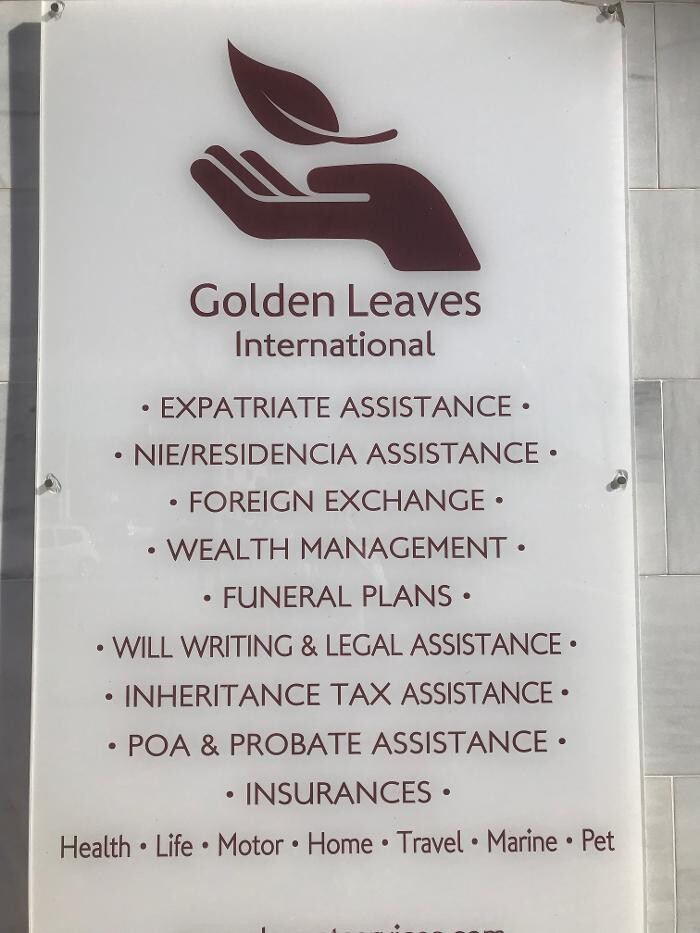 Golden Leaves
International
• EXPATRIATE ASSISTANCE •
• NIE/RESIDENCIA ASSISTANCE •
• FOREIGN EXCHANGE •
• WEALTH MANAGEMENT •
• FUNERAL PLANS •
• WILL WRITING & LEGAL ASSISTANCE •
• INHERITANCE TAX ASSISTANCE •
• POA & PROBATE ASSISTANCE •
• INSURANCES •
Health • Life • Motor • Home • Travel • Marine • Pet